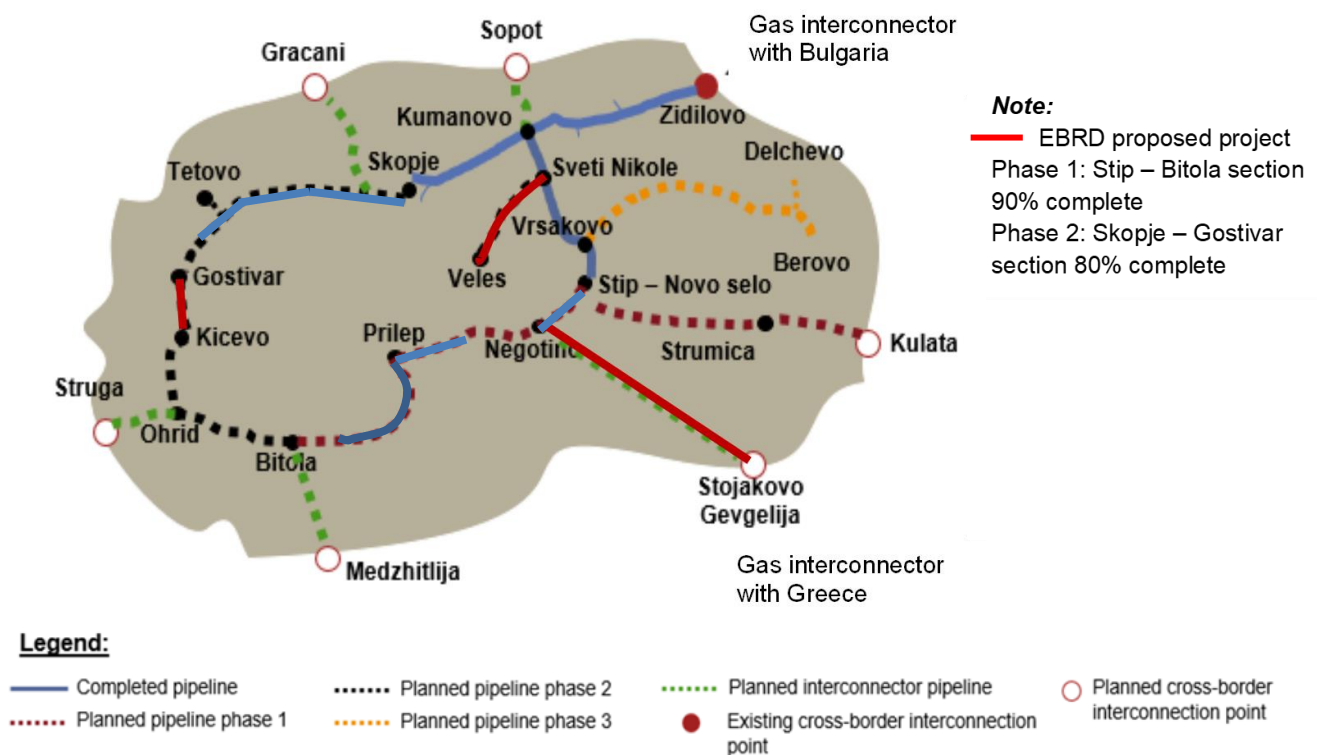 Gas interconnector
with Bulgaria
Sopot
Gracani
Kumanovo
Zidilovo
Note:
EBRD proposed project
Phase 1: Stip – Bitola section
90% complete
Phase 2: Skopje – Gostivar
section 80% complete
Skopje
Delchevo
Tetovo
Sveti Nikole
Vrsakovo
Berovo
Gostivar
Veles
Stip – Novo selo
Kicevo
Prilep
Negotino
Strumica
Kulata
Struga
Ohrid
Bitola
Stojakovo
Gevgelija
Medzhitlija
Gas interconnector
with Greece
Legend:
Completed pipeline
Planned pipeline phase 1
Planned pipeline phase 2
Planned pipeline phase 3
Planned interconnector pipeline
Existing cross-border interconnection
point
Planned cross-border
interconnection point